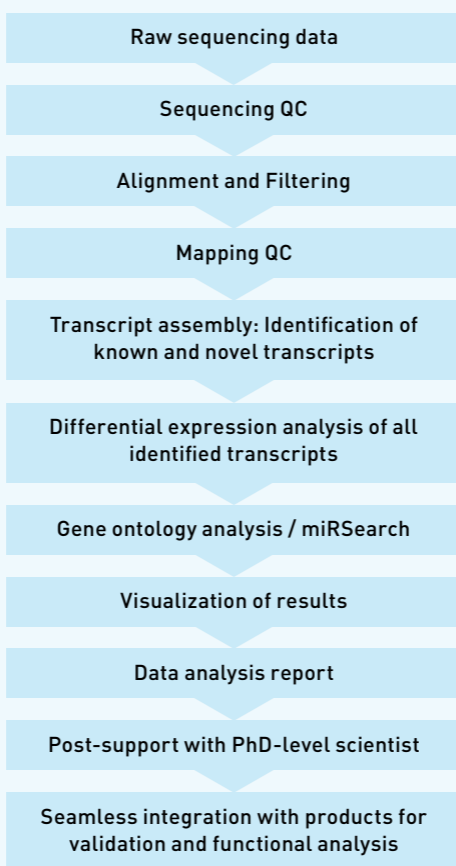 Raw sequencing data
Sequencing QC
Alignment and Filtering
Mapping QC
Transcript assembly: Identification of
known and novel transcripts
Differential expression analysis of all
identified transcripts
Gene ontology analysis / miRSearch
Visualization of results
Data analysis report
Post-support with PhD-level scientist
Seamless integration with products for
validation and functional analysis